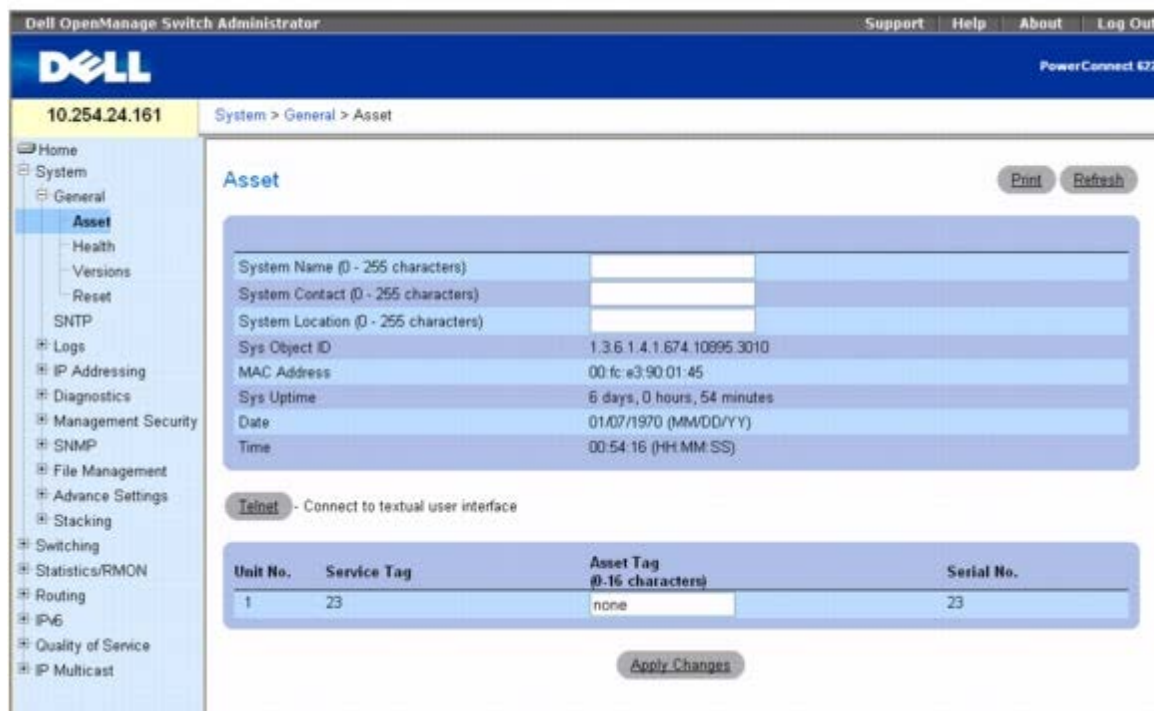 Dell OpenManage Switch Administrator
Support Help About Log Out
DELL
PowerConnect 622
10.254.24.161
System > General > Asset
Home
System
General
Asset
Health
Versions
Reset
SNTP
Logs
IP Addressing
Diagnostics
Management Security
SNMP
File Management
Advance Settings
Stacking
Switching
Statistics/RMON
Routing
IPv6
Quality of Service
IP Multicast
Asset
Print Refresh
System Name (0 - 255 characters)
System Contact (0 - 255 characters)
System Location (0 - 255 characters)
Sys Object ID 1.3.6.1.4.1.674.10895.3010
MAC Address 00:fc:e3:90:01:45
Sys Uptime 6 days, 0 hours, 54 minutes
Date 01/07/1970 (MM/DD/YY)
Time 00:54:16 (HH:MM:SS)
Telnet - Connect to textual user interface
Unit No. Service Tag Asset Tag (0-16 characters) Serial No.
1 23 none 23
Apply Changes